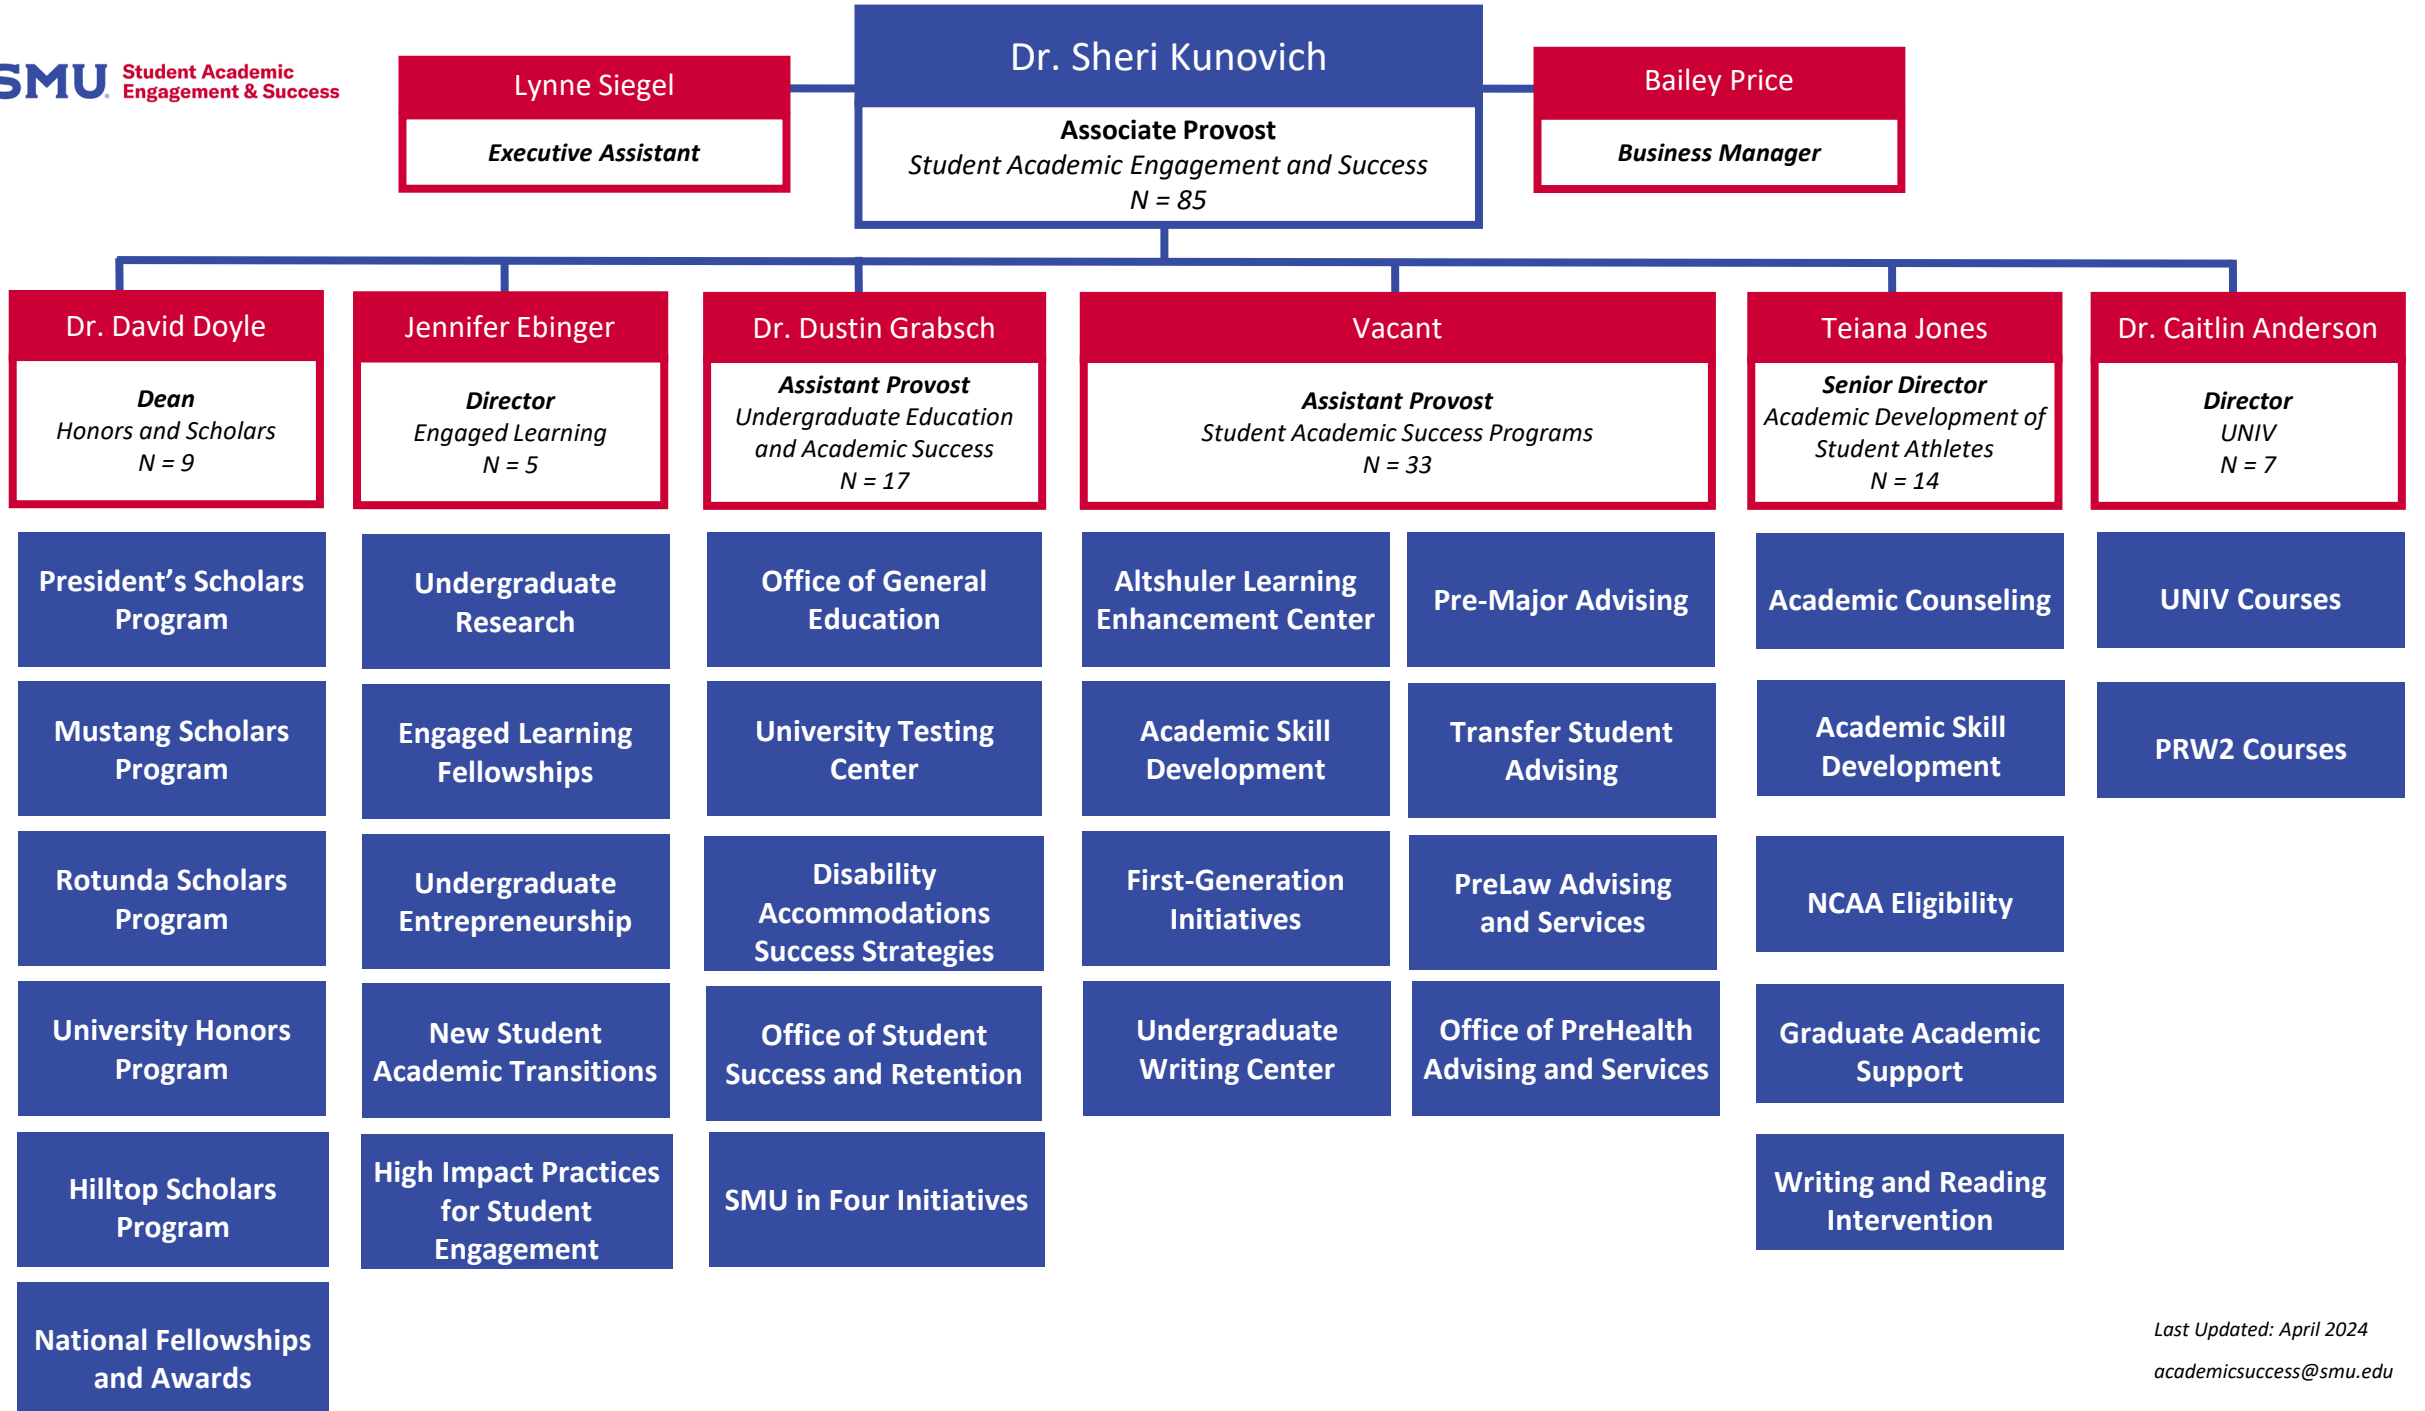 SMU Student Academic
Engagement & Success
Lynne Siegel
Executive Assistant
Dr. Sheri Kunovich
Associate Provost
Student Academic Engagement and Success
N = 85
Bailey Price
Business Manager
Dr. David Doyle
Dean
Honors and Scholars
N = 9
President's Scholars
Program
Mustang Scholars
Program
Rotunda Scholars
Program
University Honors
Program
Hilltop Scholars
Program
National Fellowships
and Awards
Jennifer Ebinger
Director
Engaged Learning
N = 5
Undergraduate
Research
Engaged Learning
Fellowships
Undergraduate
Entrepreneurship
New Student
Academic Transitions
High Impact Practices
for Student
Engagement
Dr. Dustin Grabsch
Assistant Provost
Undergraduate Education
and Academic Success
N = 17
Office of General
Education
University Testing
Center
Disability
Accommodations
Success Strategies
Office of Student
Success and Retention
SMU in Four Initiatives
Vacant
Assistant Provost
Student Academic Success Programs
N = 33
Altshuler Learning
Enhancement Center
Academic Skill
Development
First-Generation
Initiatives
Undergraduate
Writing Center
Pre-Major Advising
Transfer Student
Advising
PreLaw Advising
and Services
Office of PreHealth
Advising and Services
Teiana Jones
Senior Director
Academic Development of
Student Athletes
N = 14
Academic Counseling
Academic Skill
Development
NCAA Eligibility
Graduate Academic
Support
Writing and Reading
Intervention
Dr. Caitlin Anderson
Director
UNIV
N = 7
UNIV Courses
PRW2 Courses
Last Updated: April 2024
academicsuccess@smu.edu